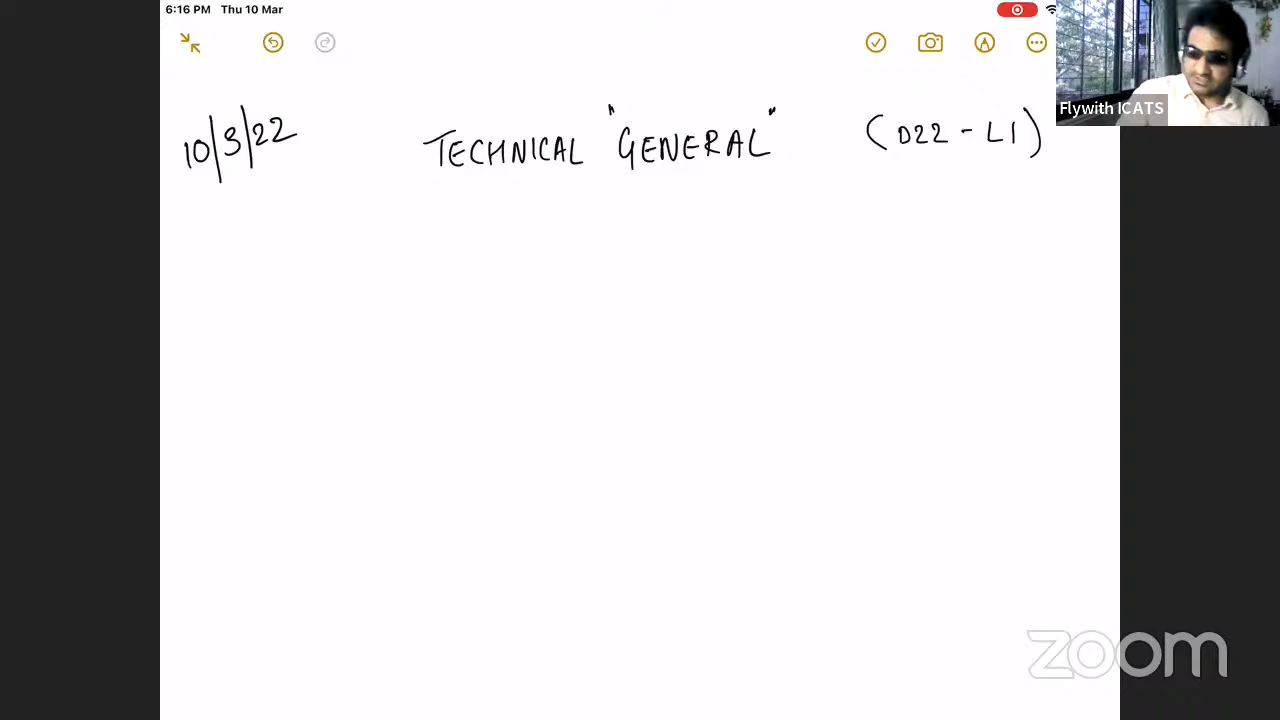 6:16 PM Thu 10 Mar
Flywith ICATS
10/3/22 TECHNICAL "GENERAL" (D22 - L1)
zoom